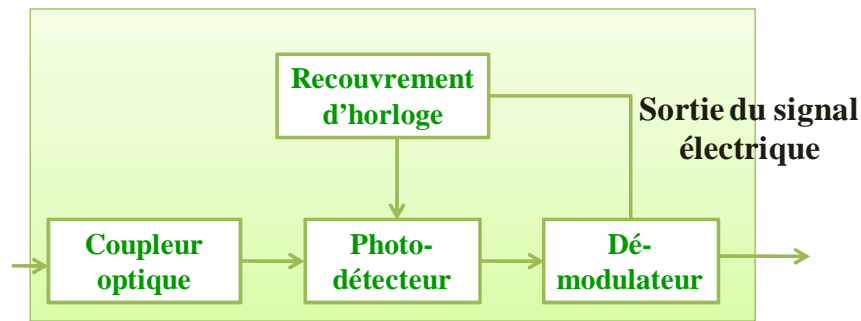 Recouvrement
d’horloge
Sortie du signal
électrique
Coupleur
optique
Photo-
détecteur
Dé-
modulateur